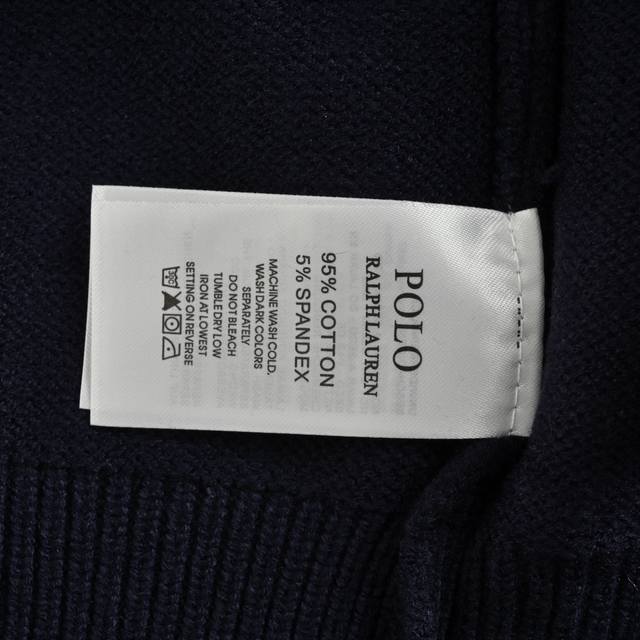 POLO
RALPH LAUREN
95% COTTON
5% SPANDEX
MACHINE WASH COLD.
WASH DARK COLORS
SEPARATELY
DO NOT BLEACH
TUMBLE DRY LOW
IRON AT LOWEST
SETTING ON REVERSE